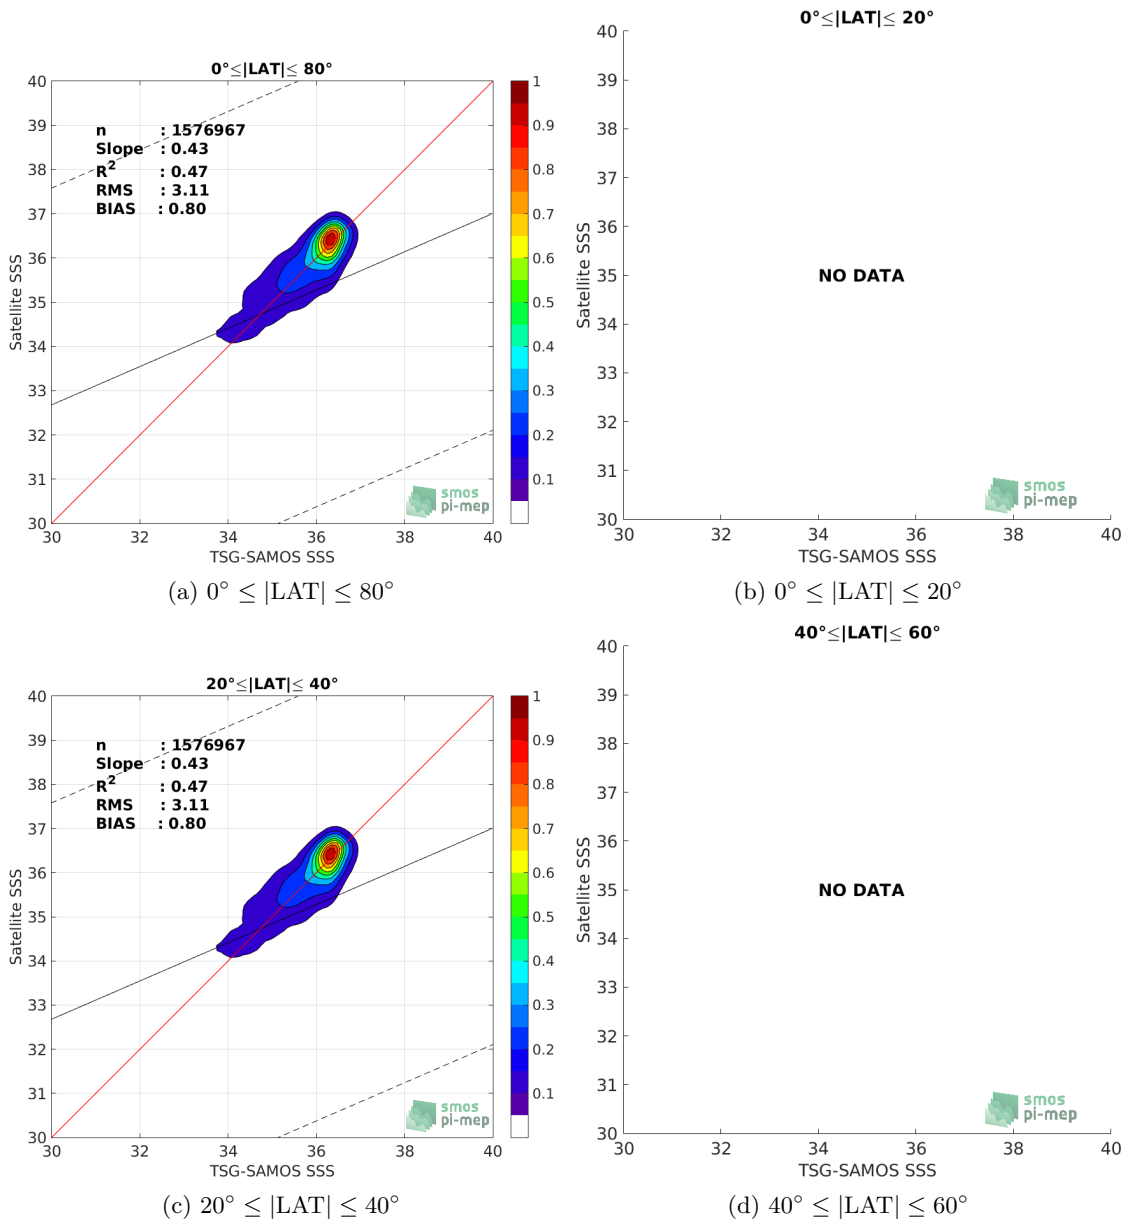 0°≤|LAT|≤ 80°
40
39
38
37
36
35
34
33
32
31
30
n : 1576967
Slope : 0.43
R² : 0.47
RMS : 3.11
BIAS : 0.80
Satellite SSS
30 32 34 36 38 40
TSG-SAMOS SSS
1
0.9
0.8
0.7
0.6
0.5
0.4
0.3
0.2
0.1
smos
pi-mep
(a) 0° ≤ |LAT| ≤ 80°
0°≤|LAT|≤ 20°
40
39
38
37
36
35
34
33
32
31
30
Satellite SSS
NO DATA
smos
pi-mep
30 32 34 36 38 40
TSG-SAMOS SSS
(b) 0° ≤ |LAT| ≤ 20°
20°≤|LAT|≤ 40°
40
39
38
37
36
35
34
33
32
31
30
n : 1576967
Slope : 0.43
R² : 0.47
RMS : 3.11
BIAS : 0.80
Satellite SSS
30 32 34 36 38 40
TSG-SAMOS SSS
1
0.9
0.8
0.7
0.6
0.5
0.4
0.3
0.2
0.1
smos
pi-mep
(c) 20° ≤ |LAT| ≤ 40°
40°≤|LAT|≤ 60°
40
39
38
37
36
35
34
33
32
31
30
Satellite SSS
NO DATA
smos
pi-mep
30 32 34 36 38 40
TSG-SAMOS SSS
(d) 40° ≤ |LAT| ≤ 60°